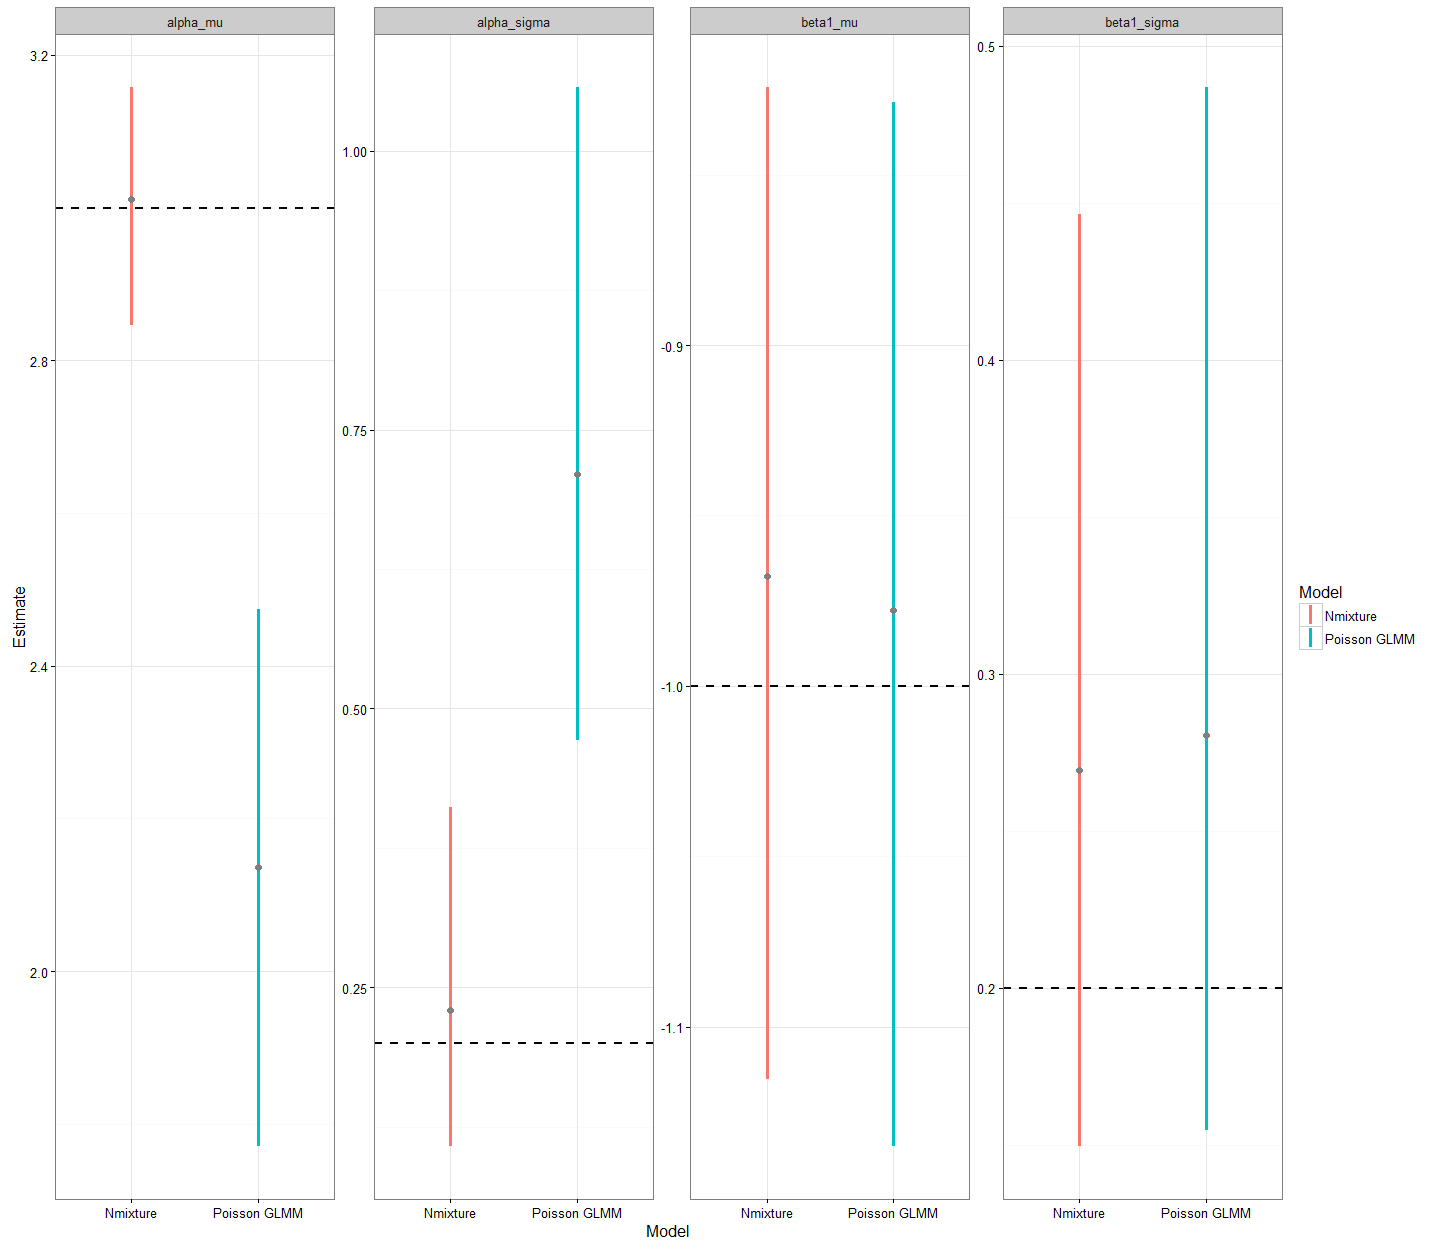 alpha_mu
alpha_sigma
beta1_mu
beta1_sigma
Estimate
3.2
2.8
2.4
2.0
1.00
0.75
0.50
0.25
-0.9
-1.0
-1.1
0.5
0.4
0.3
0.2
Nmixture Poisson GLMM
Nmixture Poisson GLMM
Nmixture Poisson GLMM
Nmixture Poisson GLMM
Model
Model
Nmixture
Poisson GLMM